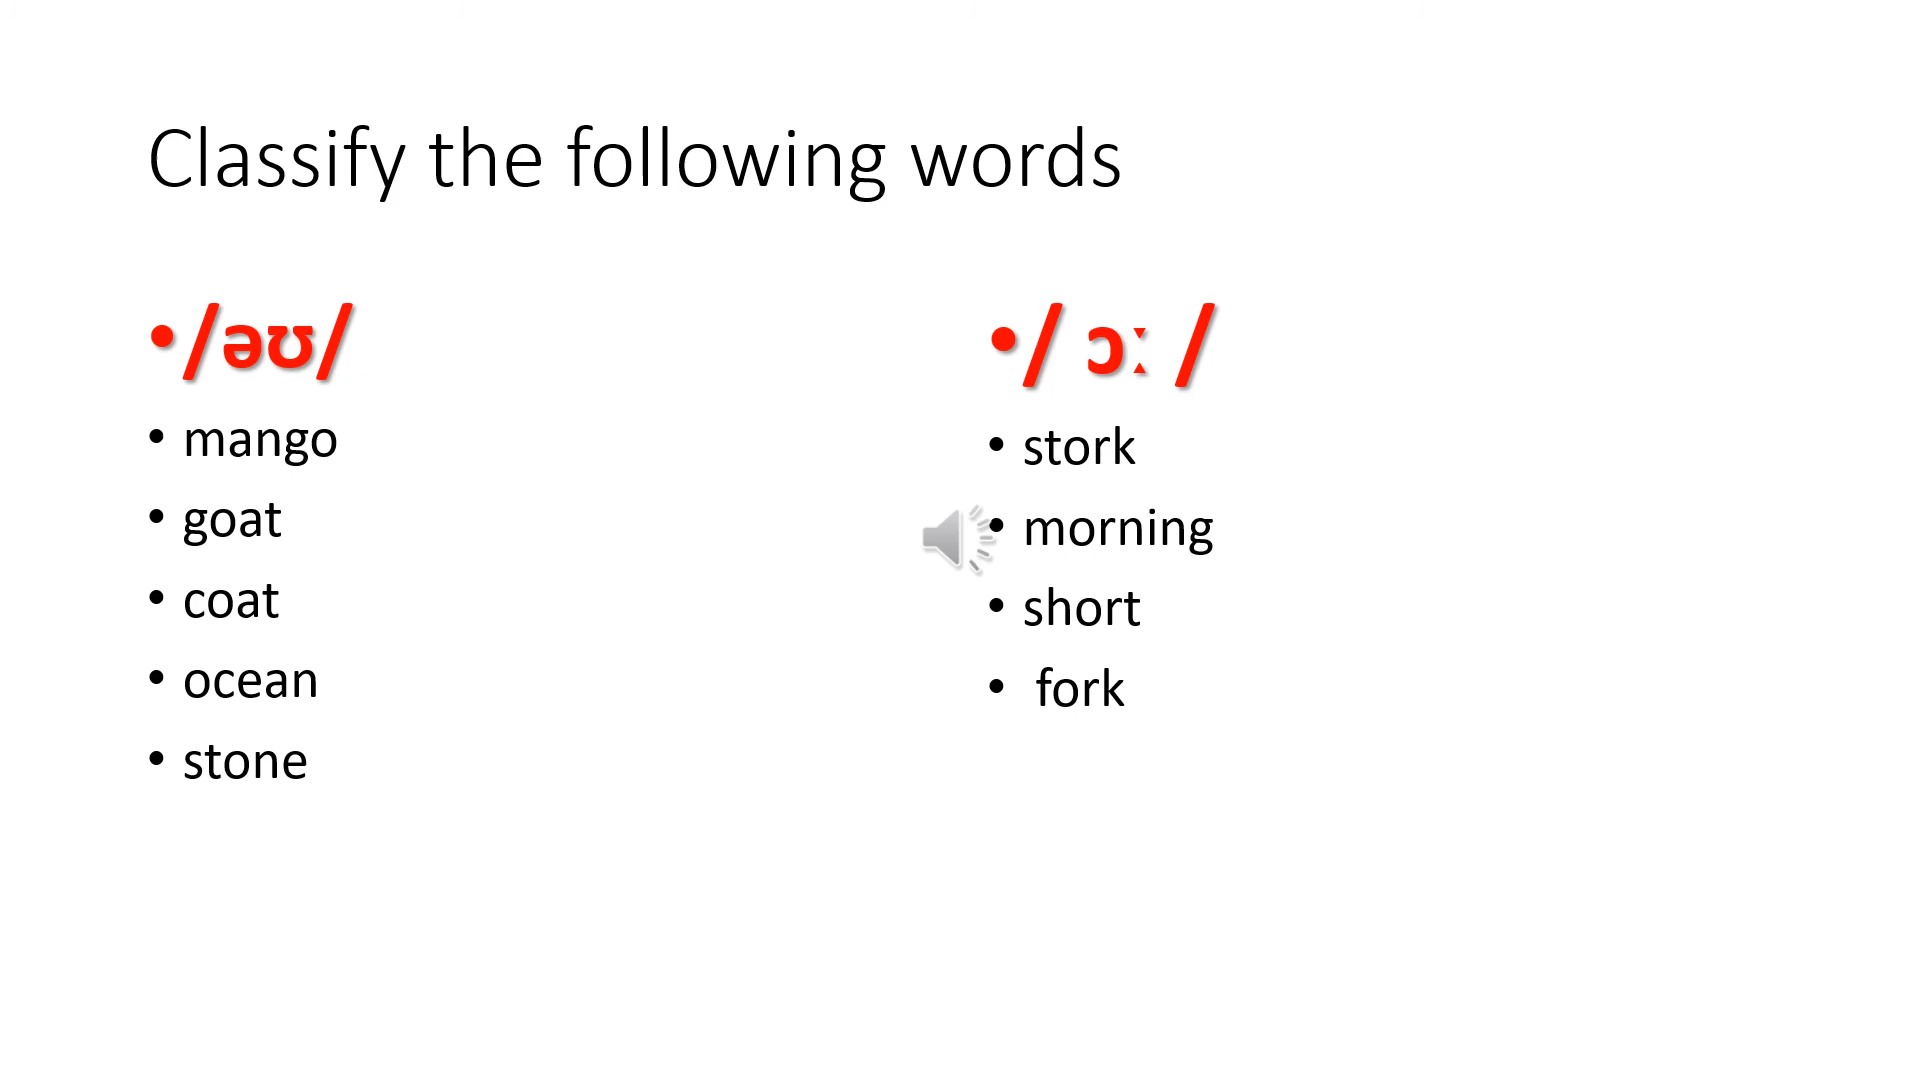 Classify the following words
•/əʊ/
• mango
• goat
• coat
• ocean
• stone
•/ ɔː /
• stork
• morning
• short
• fork